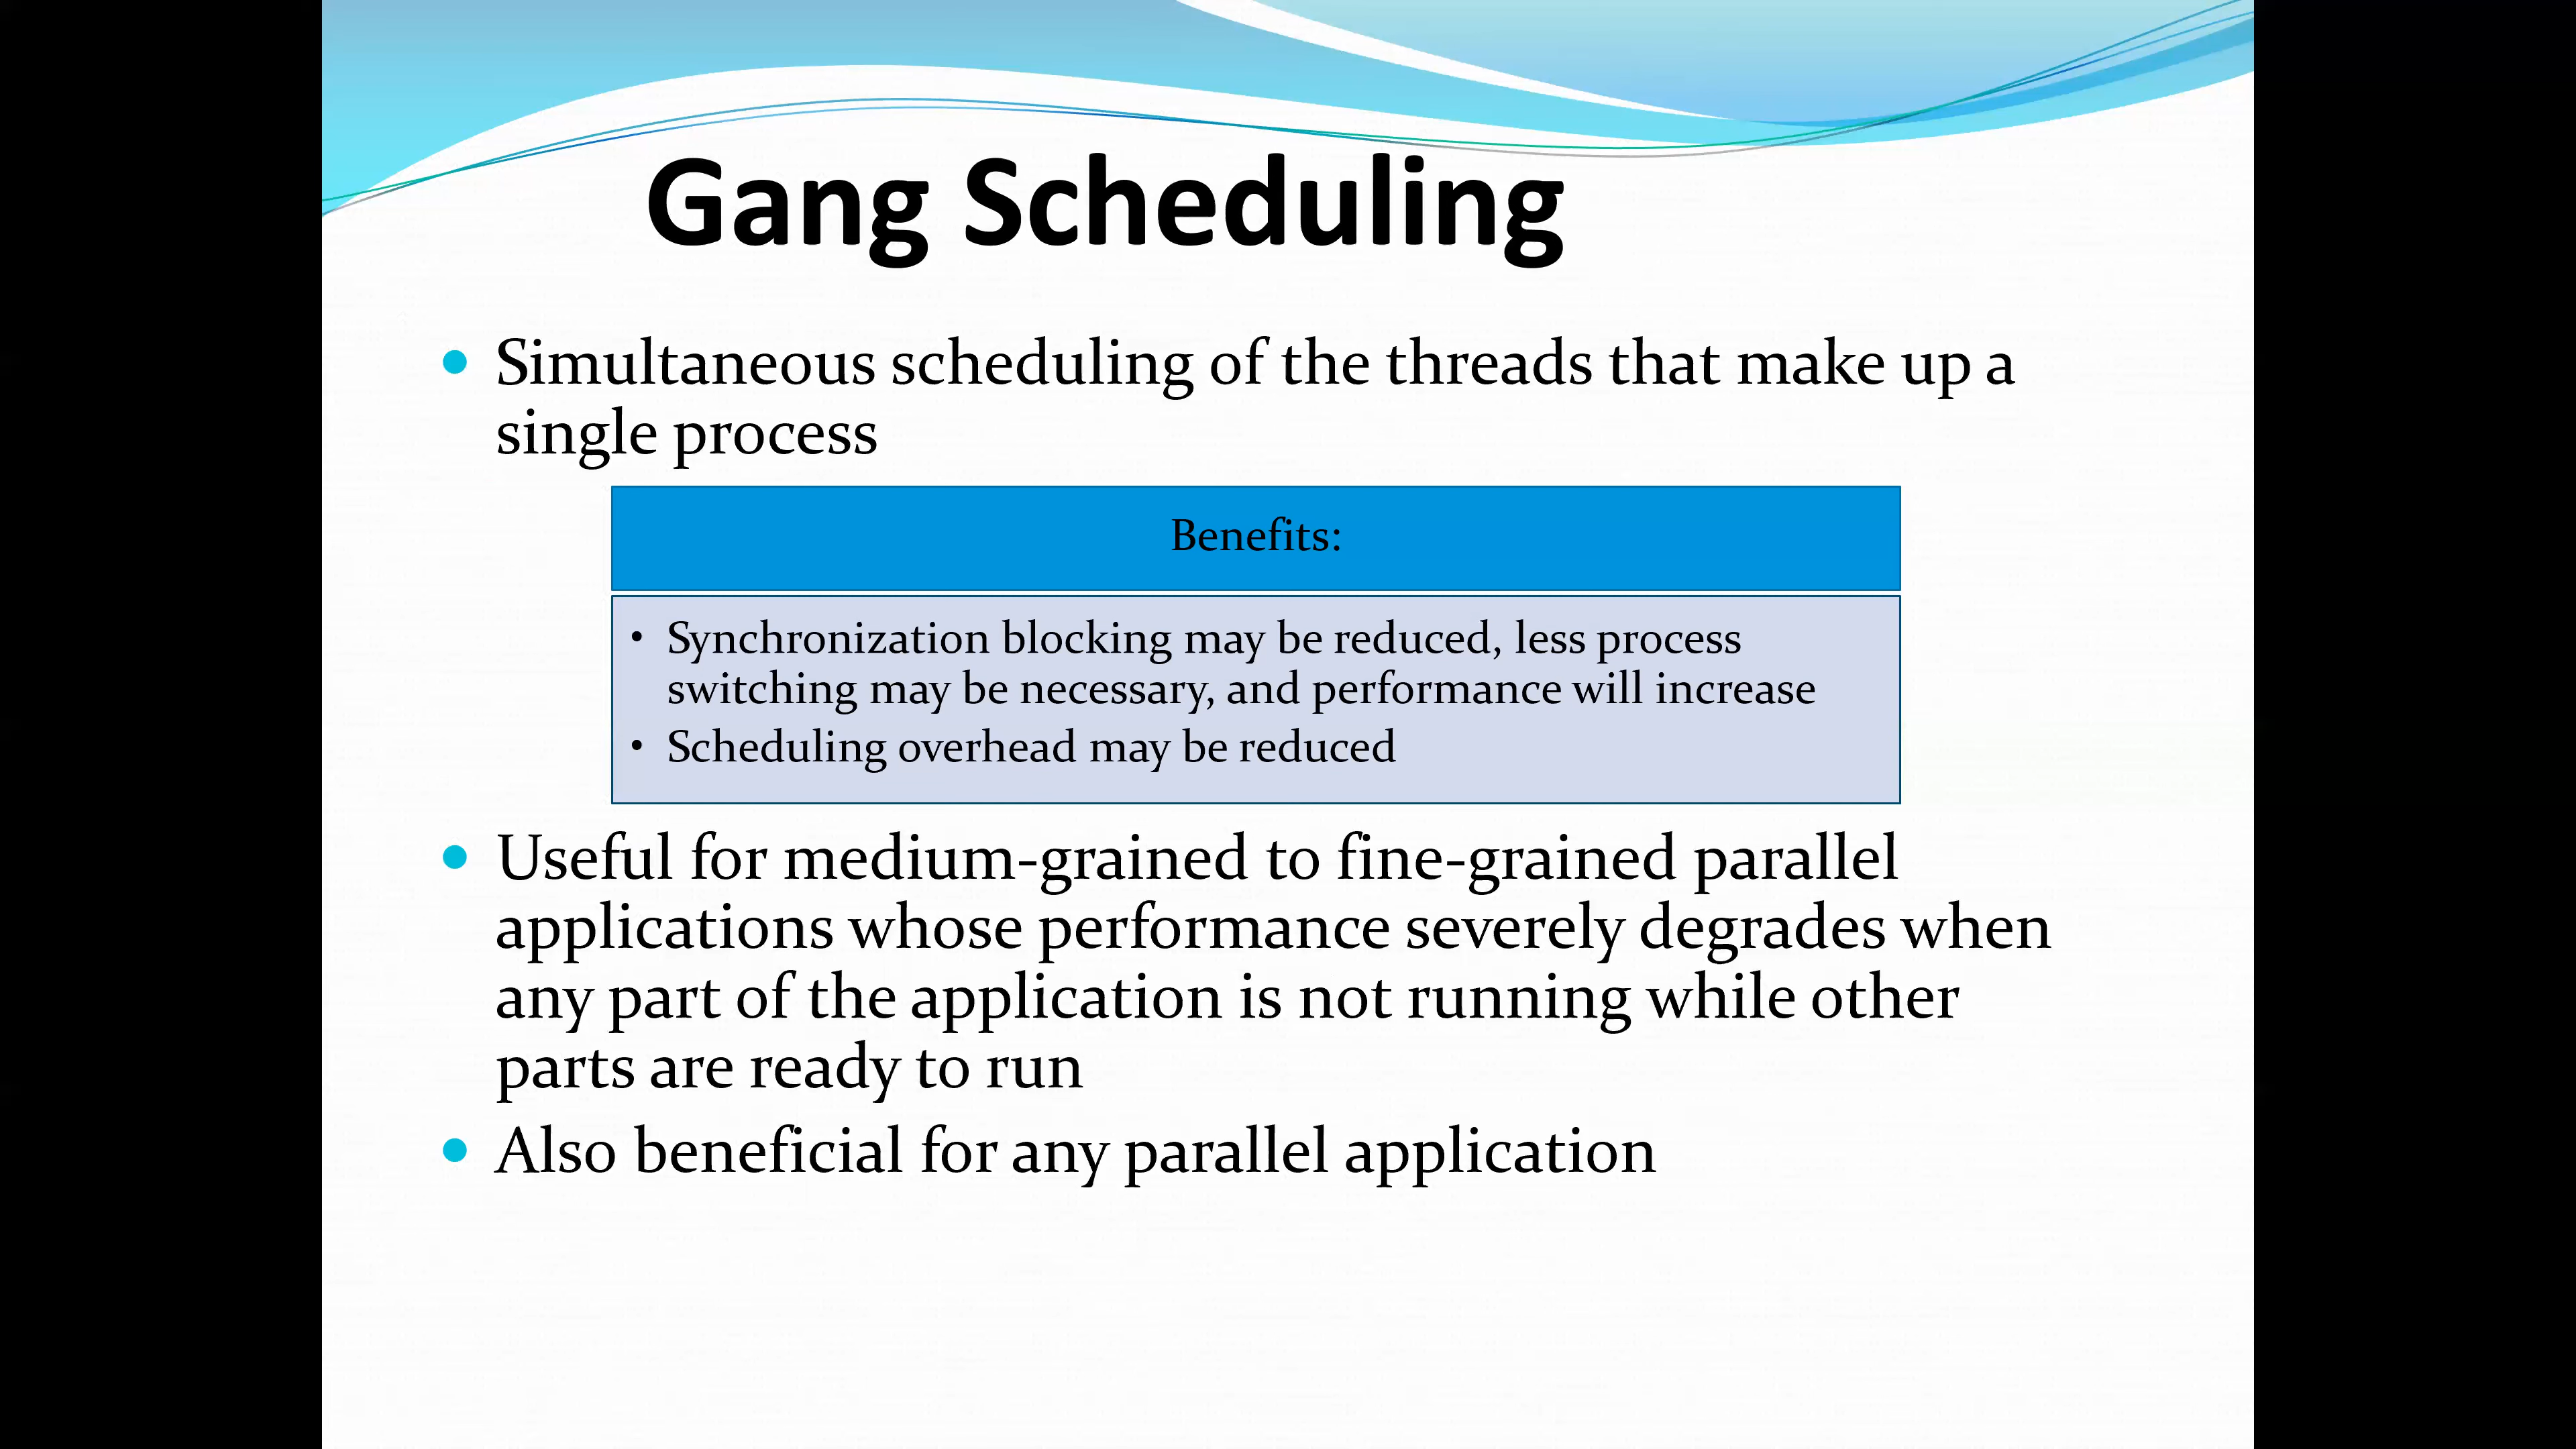 Gang Scheduling
• Simultaneous scheduling of the threads that make up a
single process
Benefits:
• Synchronization blocking may be reduced, less process
switching may be necessary, and performance will increase
• Scheduling overhead may be reduced
• Useful for medium-grained to fine-grained parallel
applications whose performance severely degrades when
any part of the application is not running while other
parts are ready to run
• Also beneficial for any parallel application